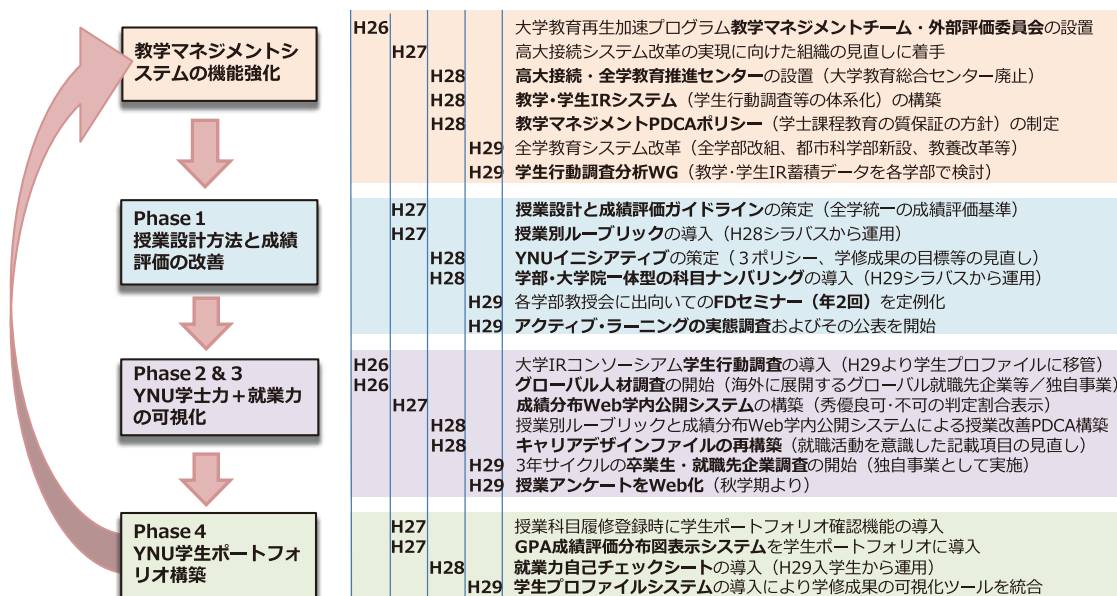 教学マネジメントシ
ステムの機能強化
H26 大学教育再生加速プログラム教学マネジメントチーム・外部評価委員会の設置
H27 高大接続システム改革の実現に向けた組織の見直しに着手
H28 高大接続・全学教育推進センターの設置（大学教育総合センター廃止）
H28 教学・学生IRシステム（学生行動調査等の体系化）の構築
H28 教学マネジメントPDCAポリシー（学士課程教育の質保証の方針）の制定
H29 全学教育システム改革（全学部改組、都市科学部新設、教養改革等）
H29 学生行動調査分析WG（教学・学生IR蓄積データを各学部で検討）
Phase 1
授業設計方法と成績
評価の改善
H27 授業設計と成績評価ガイドラインの策定（全学統一の成績評価基準）
H27 授業別ルーブリックの導入（H28シラバスから運用）
H28 YNUイニシアティブの策定（３ポリシー、学修成果の目標等の見直し）
H28 学部・大学院一体型の科目ナンバリングの導入（H29シラバスから運用）
H29 各学部教授会に出向いてのFDセミナー（年2回）を定例化
H29 アクティブ・ラーニングの実態調査およびその公表を開始
Phase 2 & 3
YNU学士力＋就業力
の可視化
H26 大学IRコンソーシアム学生行動調査の導入（H29より学生プロファイルに移管）
H26 グローバル人材調査の開始（海外に展開するグローバル就職先企業等／独自事業）
H27 成績分布Web学内公開システムの構築（秀優良可・不可の判定割合表示）
H28 授業別ルーブリックと成績分布Web学内公開システムによる授業改善PDCA構築
H28 キャリアデザインファイルの再構築（就職活動を意識した記載項目の見直し）
H29 3年サイクルの卒業生・就職先企業調査の開始（独自事業として実施）
H29 授業アンケートをWeb化（秋学期より）
Phase 4
YNU学生ポートフォ
リオ構築
H27 授業科目履修登録時に学生ポートフォリオ確認機能の導入
H27 GPA成績評価分布図表示システムを学生ポートフォリオに導入
H28 就業力自己チェックシートの導入（H29入学生から運用）
H29 学生プロファイルシステムの導入により学修成果の可視化ツールを統合